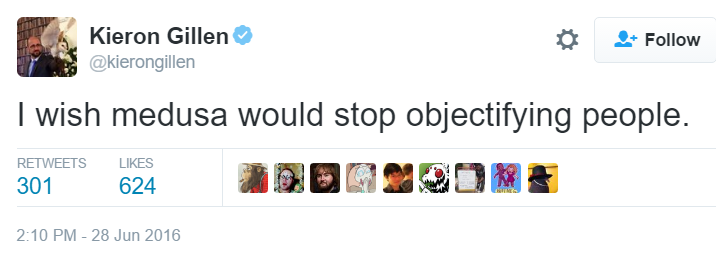 Kieron Gillen
@kierongillen
Follow
I wish medusa would stop objectifying people.
RETWEETS LIKES
301 624
2:10 PM - 28 Jun 2016